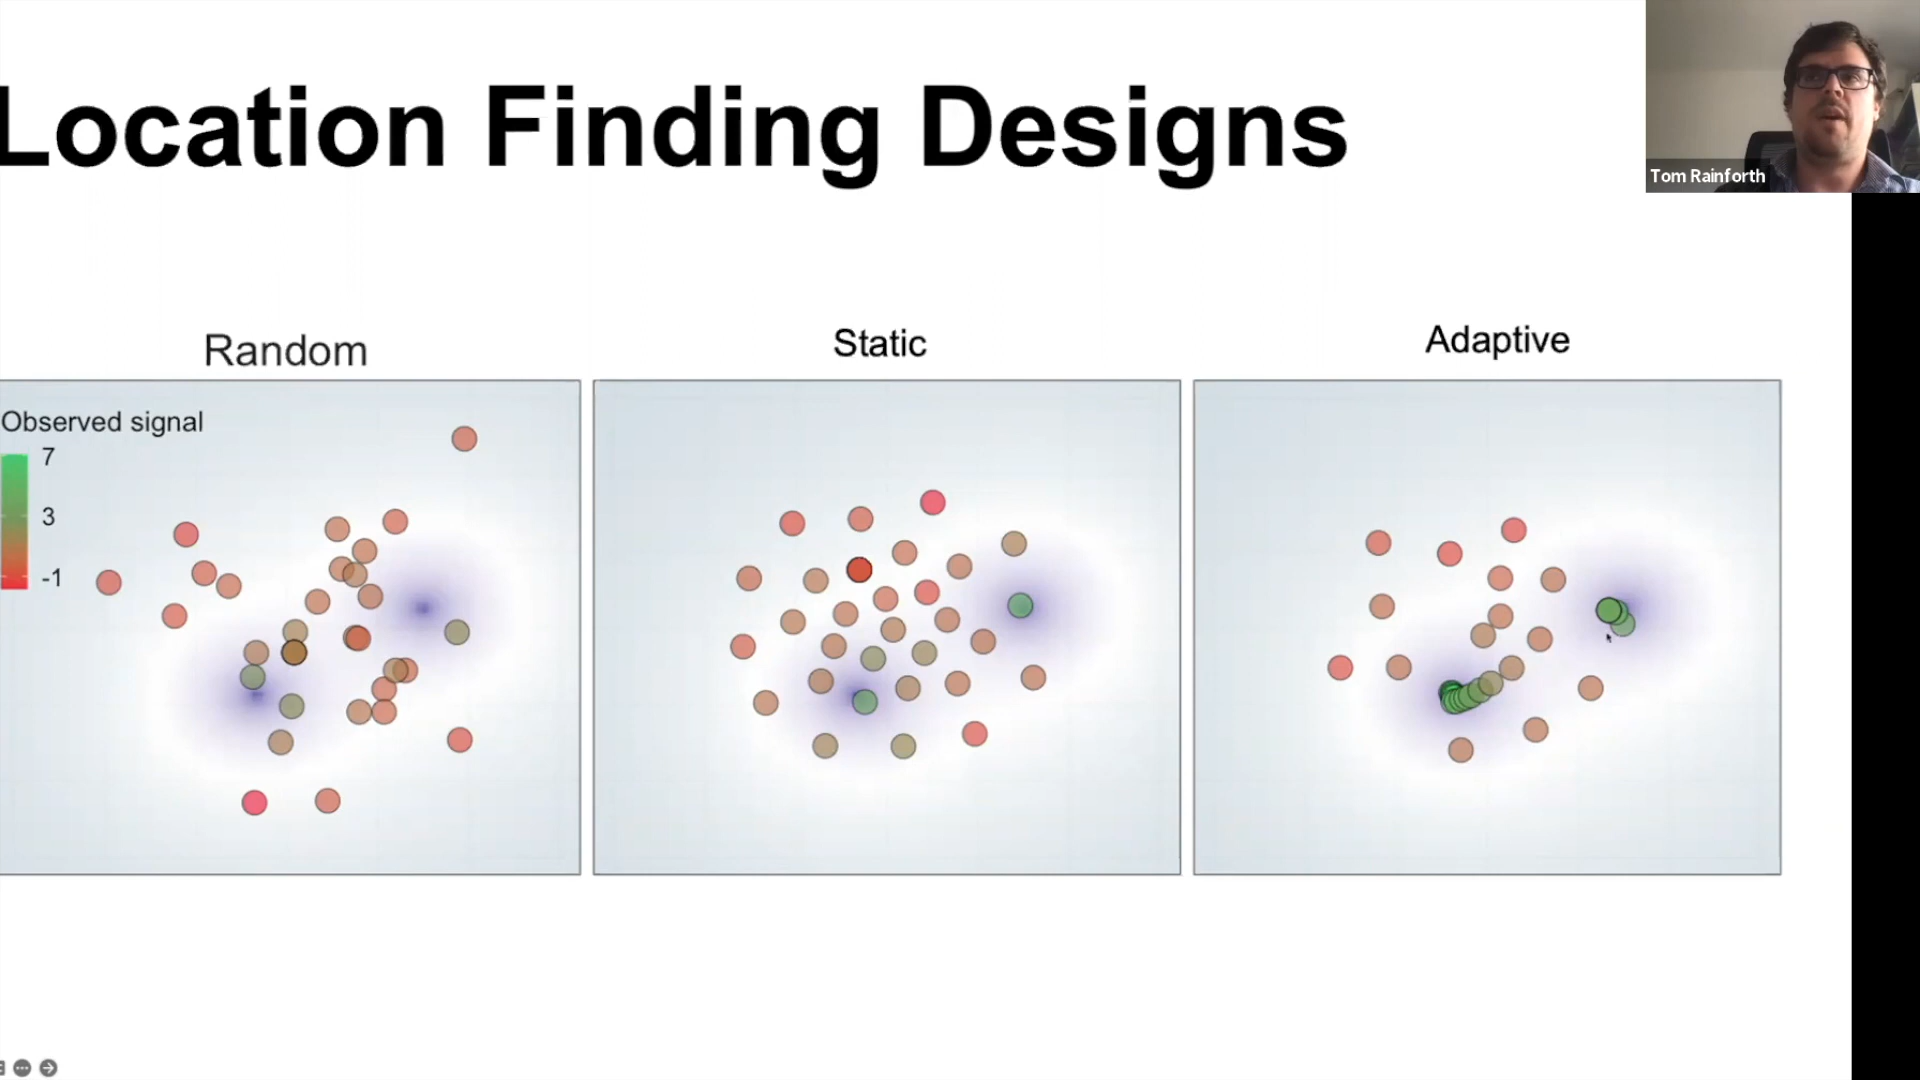 Location Finding Designs
Tom Rainforth
Random
Static
Adaptive
Observed signal
7
3
-1